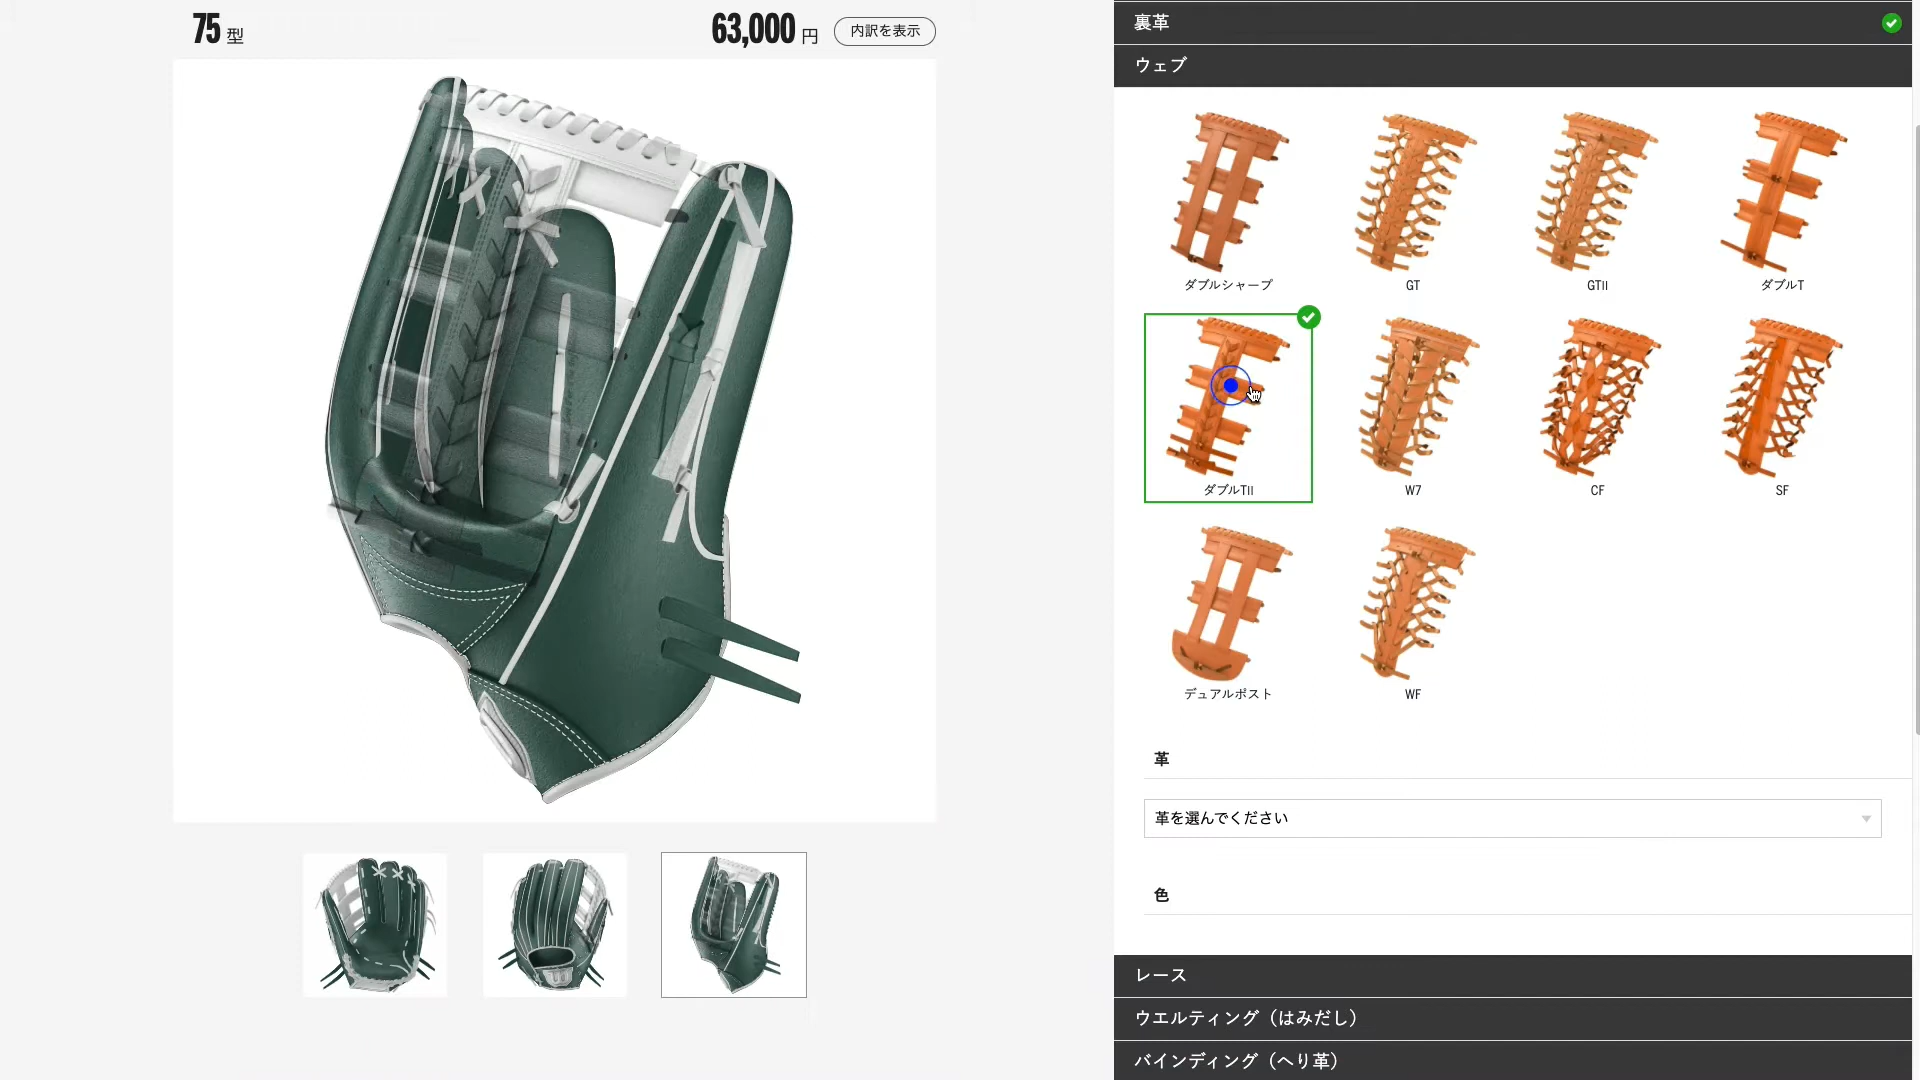 75 型
63,000 円
内訳を表示
裏革
ウェブ
ダブルシャープ
GT
GTII
ダブルT
ダブルTII
W7
CF
SF
デュアルポスト
WF
革
革を選んでください
色
レース
ウエルティング（はみだし）
バインディング（へり革）